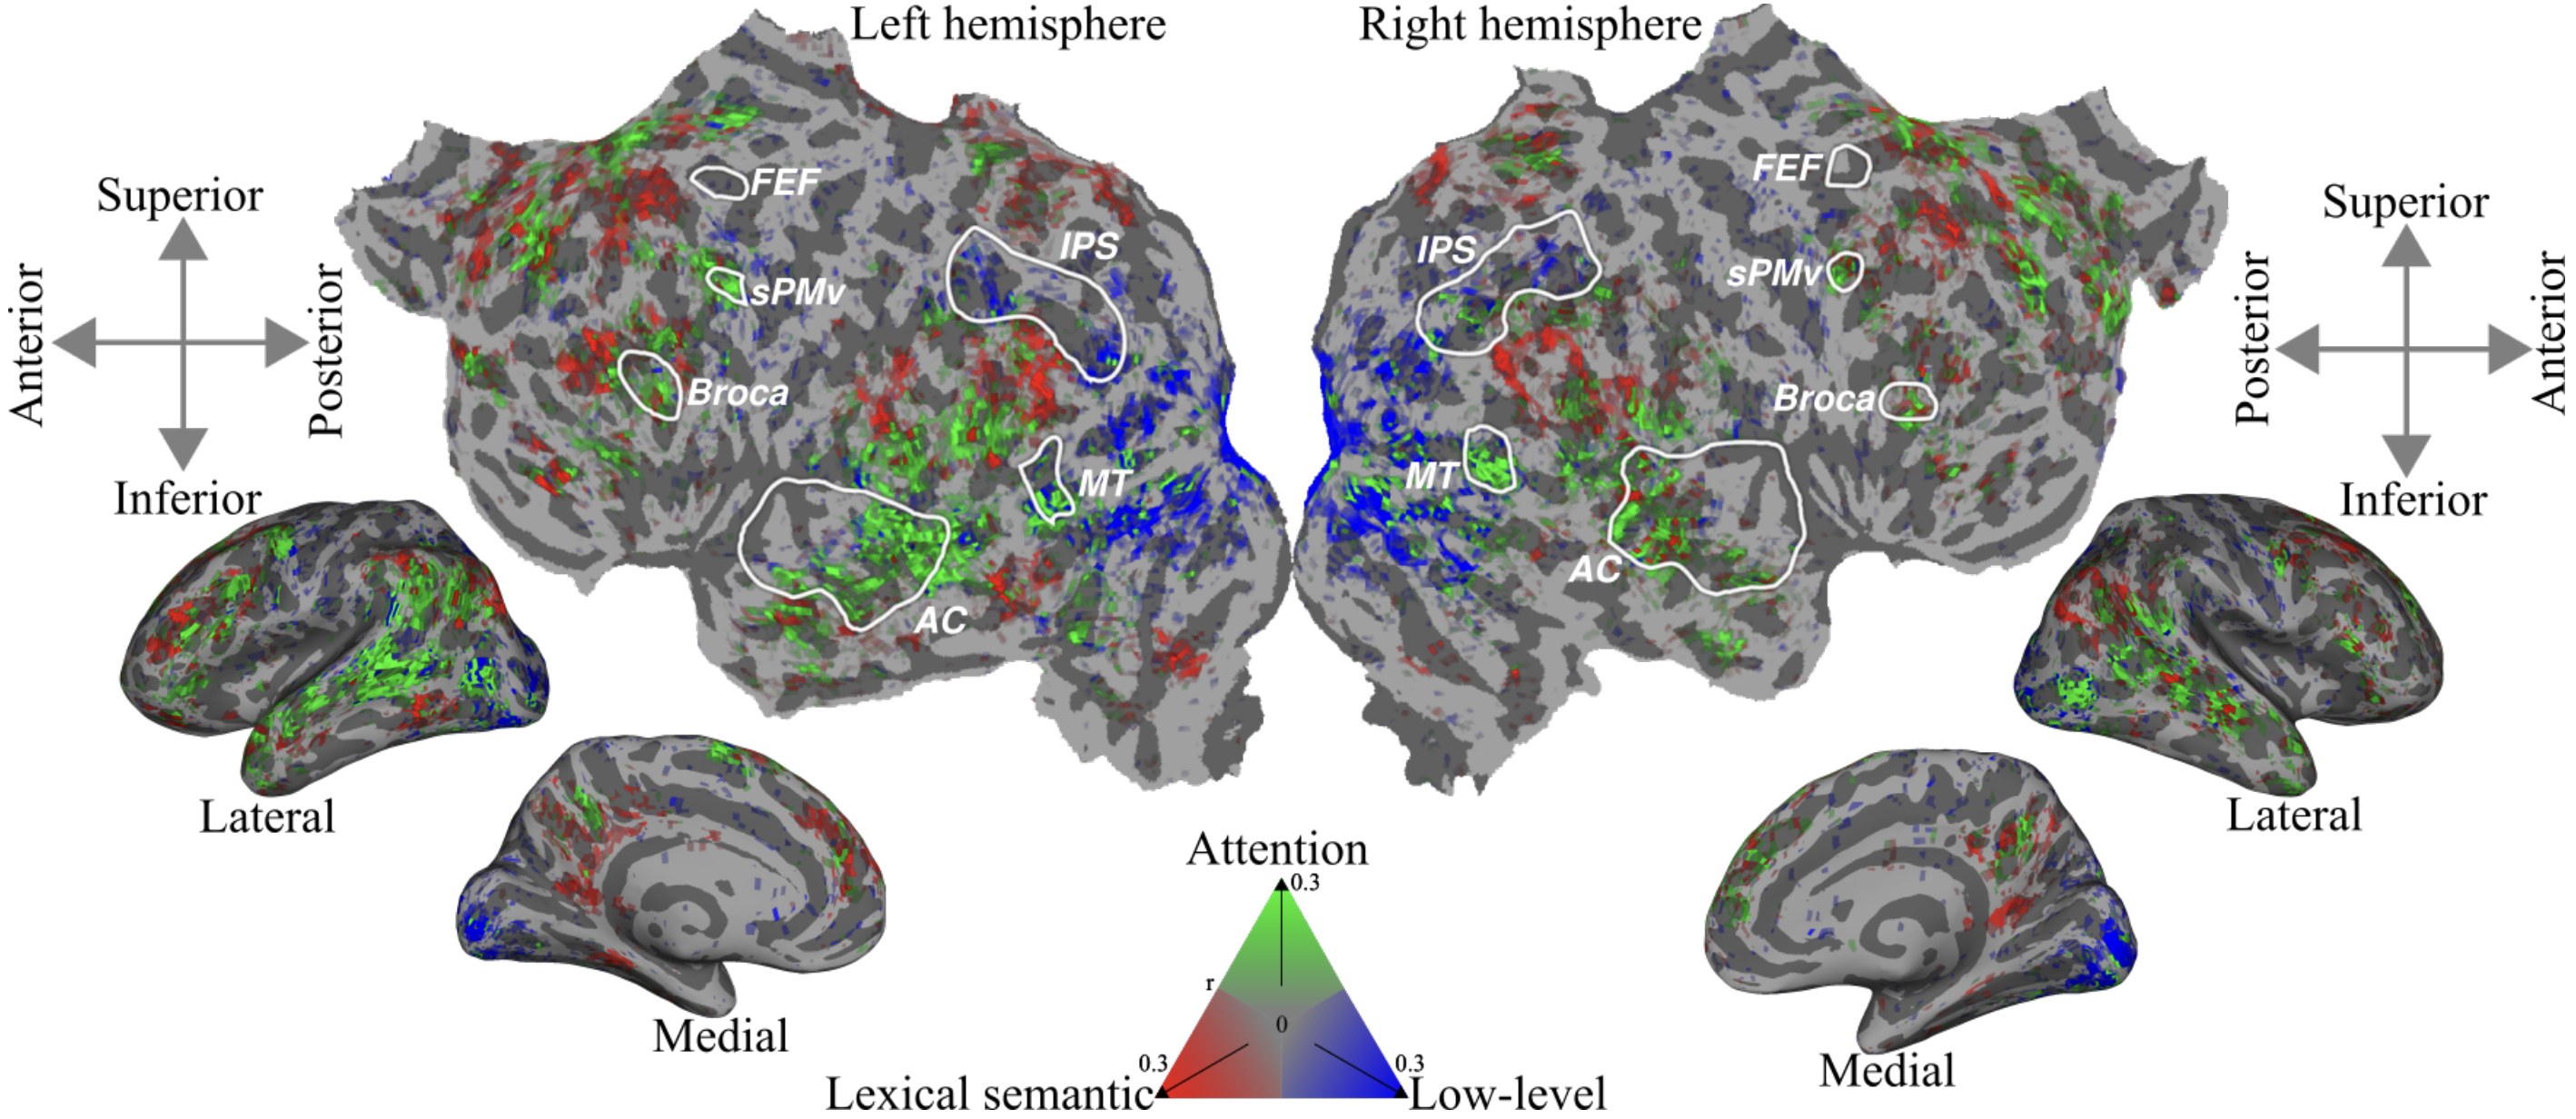 Left hemisphere
Right hemisphere
Superior
Anterior
Posterior
Inferior
FEF
sPMv
IPS
Broca
MT
AC
FEF
IPS
sPMv
Broca
MT
AC
Superior
Posterior
Anterior
Inferior
Lateral
Medial
Lateral
Medial
Attention
0.3
r
0
0.3
0.3
Lexical semantic
Low-level